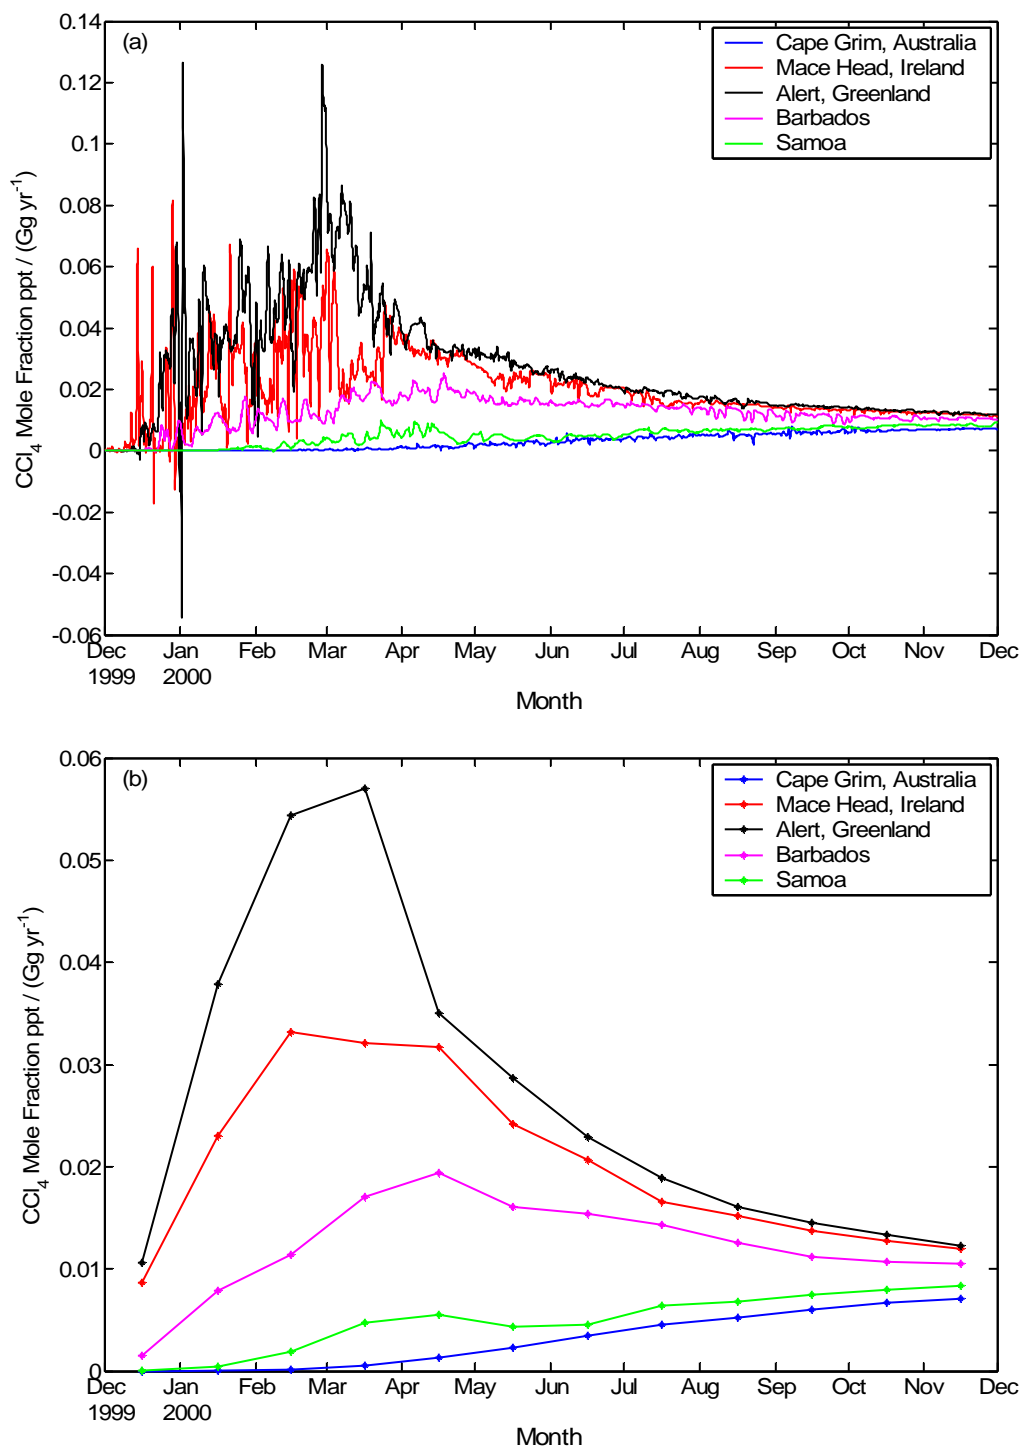 (a)
Cape Grim, Australia
Mace Head, Ireland
Alert, Greenland
Barbados
Samoa
0.14
0.12
0.1
0.08
0.06
0.04
0.02
0
-0.02
-0.04
-0.06
CCl4 Mole Fraction ppt / (Gg yr-1)
Dec Jan Feb Mar Apr May Jun Jul Aug Sep Oct Nov Dec
1999 2000
Month
(b)
Cape Grim, Australia
Mace Head, Ireland
Alert, Greenland
Barbados
Samoa
0.06
0.05
0.04
0.03
0.02
0.01
0
CCl4 Mole Fraction ppt / (Gg yr-1)
Dec Jan Feb Mar Apr May Jun Jul Aug Sep Oct Nov Dec
1999 2000
Month